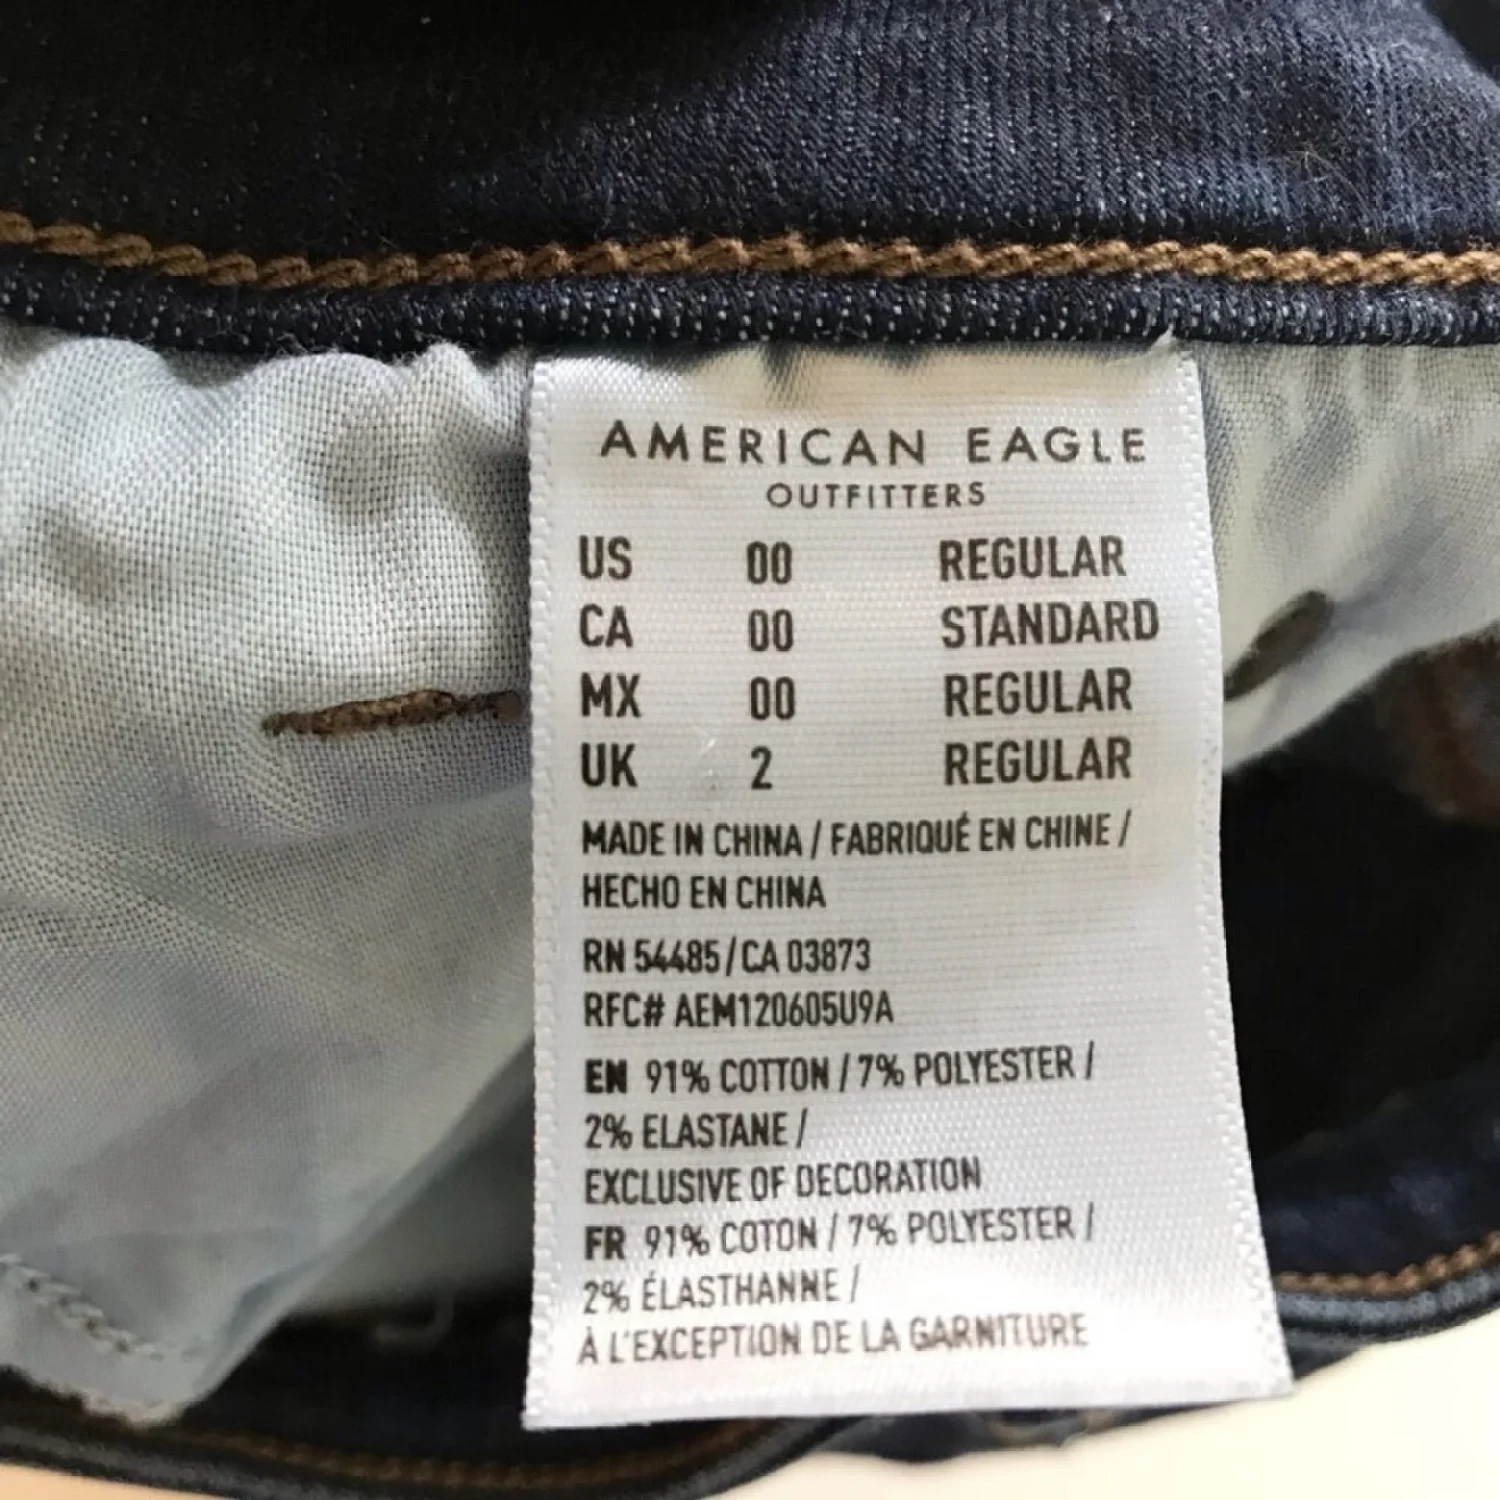 AMERICAN EAGLE
OUTFITTERS
US 00 REGULAR
CA 00 STANDARD
MX 00 REGULAR
UK 2 REGULAR
MADE IN CHINA / FABRIQUÉ EN CHINE /
HECHO EN CHINA
RN 54485 / CA 03873
RFC# AEM120605U9A
EN 91% COTTON / 7% POLYESTER /
2% ELASTANE /
EXCLUSIVE OF DECORATION
FR 91% COTON / 7% POLYESTER /
2% ÉLASTHANNE /
À L'EXCEPTION DE LA GARNITURE